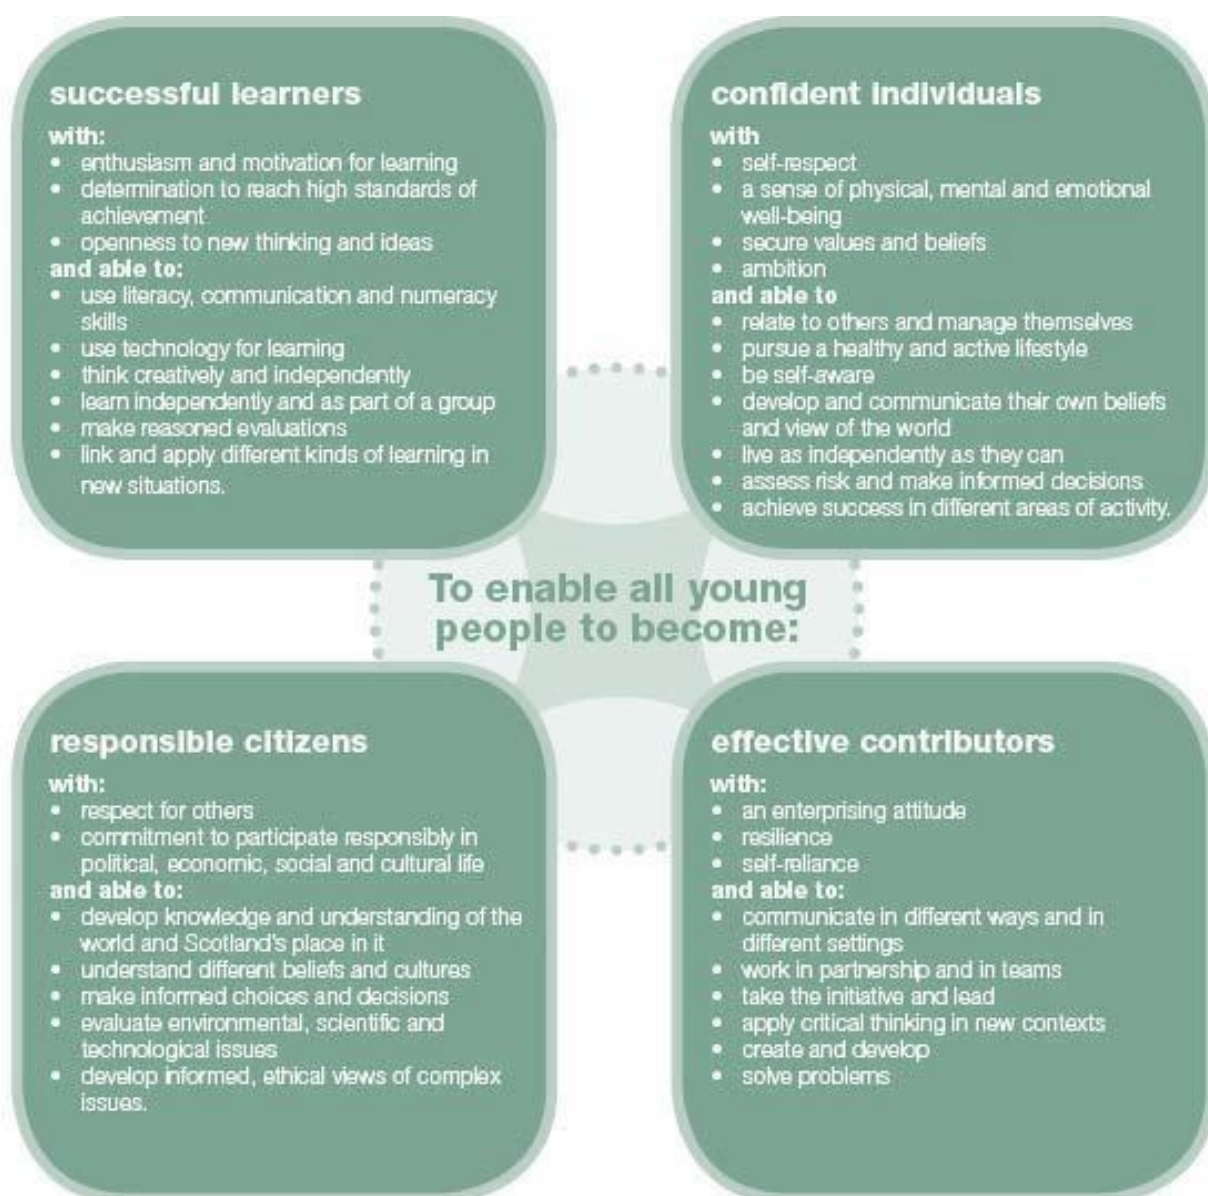 successful learners
with:
• enthusiasm and motivation for learning
• determination to reach high standards of
achievement
• openness to new thinking and ideas
and able to:
• use literacy, communication and numeracy
skills
• use technology for learning
• think creatively and independently
• learn independently and as part of a group
• make reasoned evaluations
• link and apply different kinds of learning in
new situations.
confident individuals
with
• self-respect
• a sense of physical, mental and emotional
well-being
• secure values and beliefs
• ambition
and able to
• relate to others and manage themselves
• pursue a healthy and active lifestyle
• be self-aware
• develop and communicate their own beliefs
and view of the world
• live as independently as they can
• assess risk and make informed decisions
• achieve success in different areas of activity.
To enable all young
people to become:
responsible citizens
with:
• respect for others
• commitment to participate responsibly in
political, economic, social and cultural life
and able to:
• develop knowledge and understanding of the
world and Scotland's place in it
• understand different beliefs and cultures
• make informed choices and decisions
• evaluate environmental, scientific and
technological issues
• develop informed, ethical views of complex
issues.
effective contributors
with:
• an enterprising attitude
• resilience
• self-reliance
and able to:
• communicate in different ways and in
different settings
• work in partnership and in teams
• take the initiative and lead
• apply critical thinking in new contexts
• create and develop
• solve problems